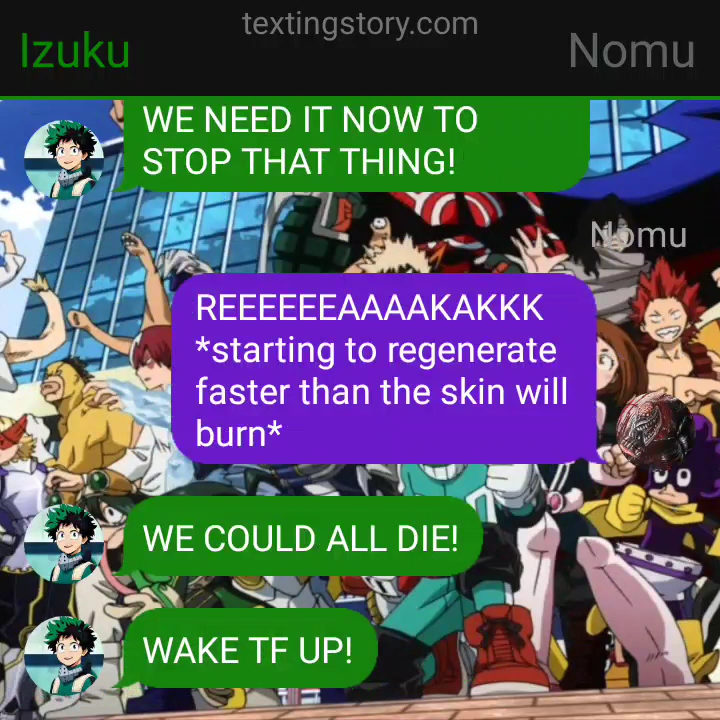 textingstory.com
Izuku
Nomu
WE NEED IT NOW TO
STOP THAT THING!
Nomu
REEEEEEAAAAKAKKK
*starting to regenerate
faster than the skin will
burn*
WE COULD ALL DIE!
WAKE TF UP!